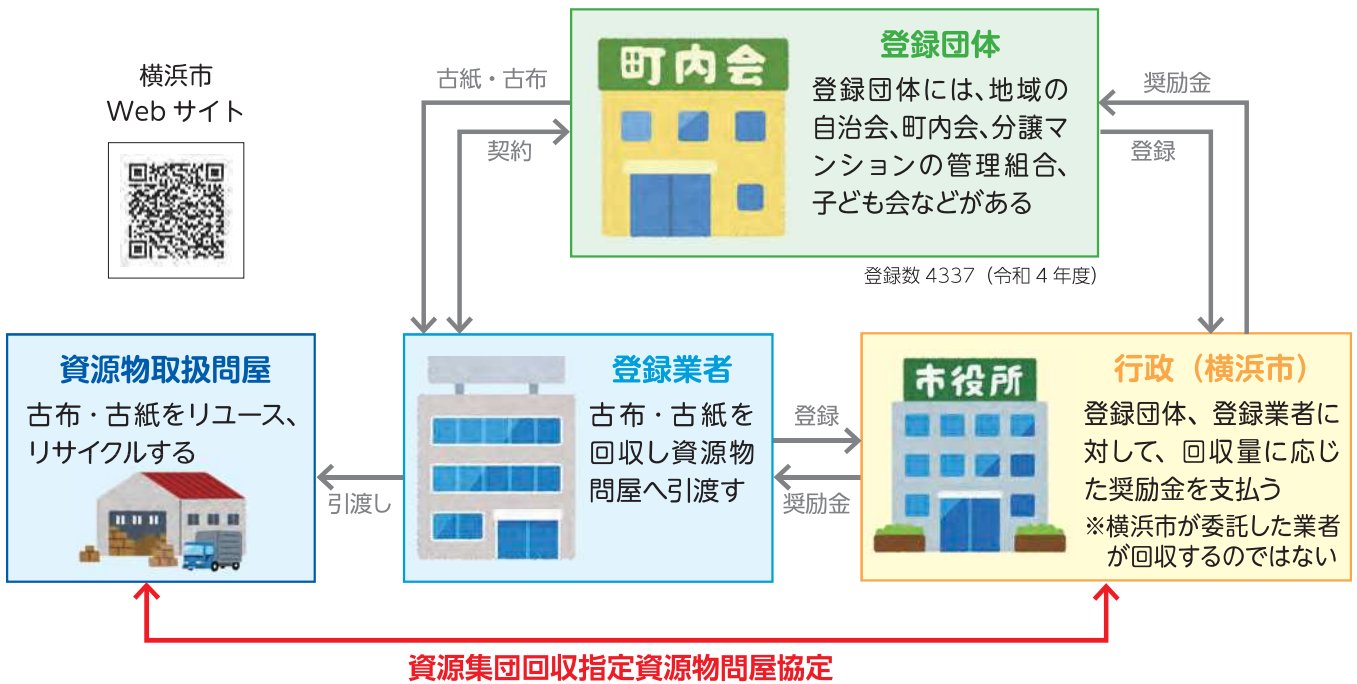 横浜市
Web サイト
古紙・古布
契約
町内会
登録団体
登録団体には、地域の
自治会、町内会、分譲マ
ンションの管理組合、
子ども会などがある
登録数 4337（令和 4 年度）
奨励金
登録
資源物取扱問屋
古布・古紙をリユース、
リサイクルする
引渡し
登録業者
古布・古紙を
回収し資源物
問屋へ引渡す
登録
奨励金
市役所
行政（横浜市）
登録団体、登録業者に
対して、回収量に応じ
た奨励金を支払う
※横浜市が委託した業者
が回収するのではない
資源集団回収指定資源物問屋協定